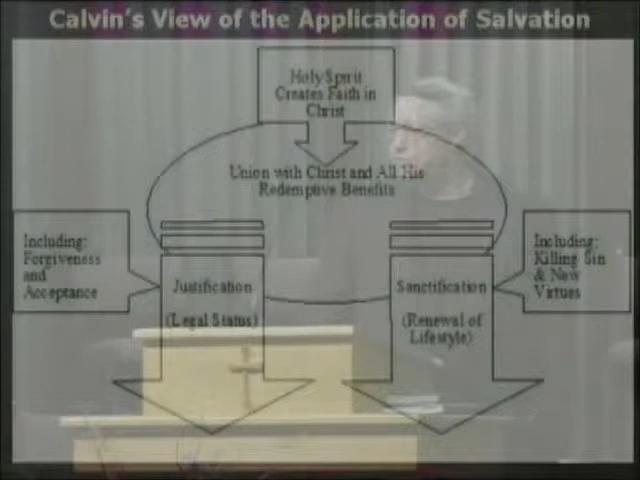 Calvin's View of the Application of Salvation
Holy Spirit
Creates Faith in
Christ
Union with Christ and All His
Redemptive Benefits
Including:
Forgiveness
and
Acceptance
Justification
(Legal Status)
Sanctification
(Renewal of
Lifestyle)
Including:
Killing Sin
& New
Virtues